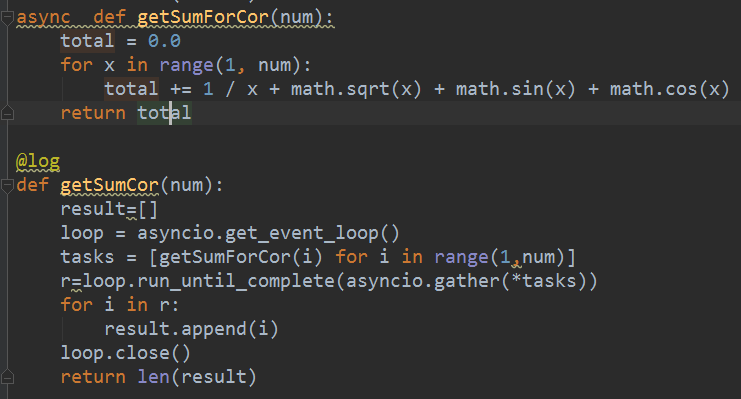 async  def getSumForCor(num):
    total = 0.0
    for x in range(1, num):
        total += 1 / x + math.sqrt(x) + math.sin(x) + math.cos(x)
    return total
@log
def getSumCor(num):
    result=[]
    loop = asyncio.get_event_loop()
    tasks = [getSumForCor(i) for i in range(1,num)]
    r=loop.run_until_complete(asyncio.gather(*tasks))
    for i in r:
        result.append(i)
    loop.close()
    return len(result)